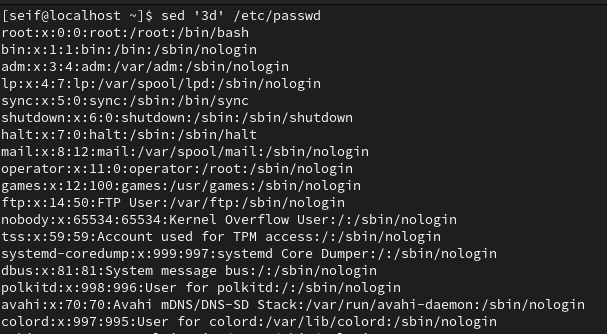 [seif@localhost ~]$ sed '3d' /etc/passwd
root:x:0:0:root:/root:/bin/bash
bin:x:1:1:bin:/bin:/sbin/nologin
adm:x:3:4:adm:/var/adm:/sbin/nologin
lp:x:4:7:lp:/var/spool/lpd:/sbin/nologin
sync:x:5:0:sync:/sbin:/bin/sync
shutdown:x:6:0:shutdown:/sbin:/sbin/shutdown
halt:x:7:0:halt:/sbin:/sbin/halt
mail:x:8:12:mail:/var/spool/mail:/sbin/nologin
operator:x:11:0:operator:/root:/sbin/nologin
games:x:12:100:games:/usr/games:/sbin/nologin
ftp:x:14:50:FTP User:/var/ftp:/sbin/nologin
nobody:x:65534:65534:Kernel Overflow User:/:/sbin/nologin
tss:x:59:59:Account used for TPM access:/:/sbin/nologin
systemd-coredump:x:999:997:systemd Core Dumper:/:/sbin/nologin
dbus:x:81:81:System message bus:/:/sbin/nologin
polkitd:x:998:996:User for polkitd:/:/sbin/nologin
avahi:x:70:70:Avahi mDNS/DNS-SD Stack:/var/run/avahi-daemon:/sbin/nologin
colord:x:997:995:User for colord:/var/lib/colord:/sbin/nologin